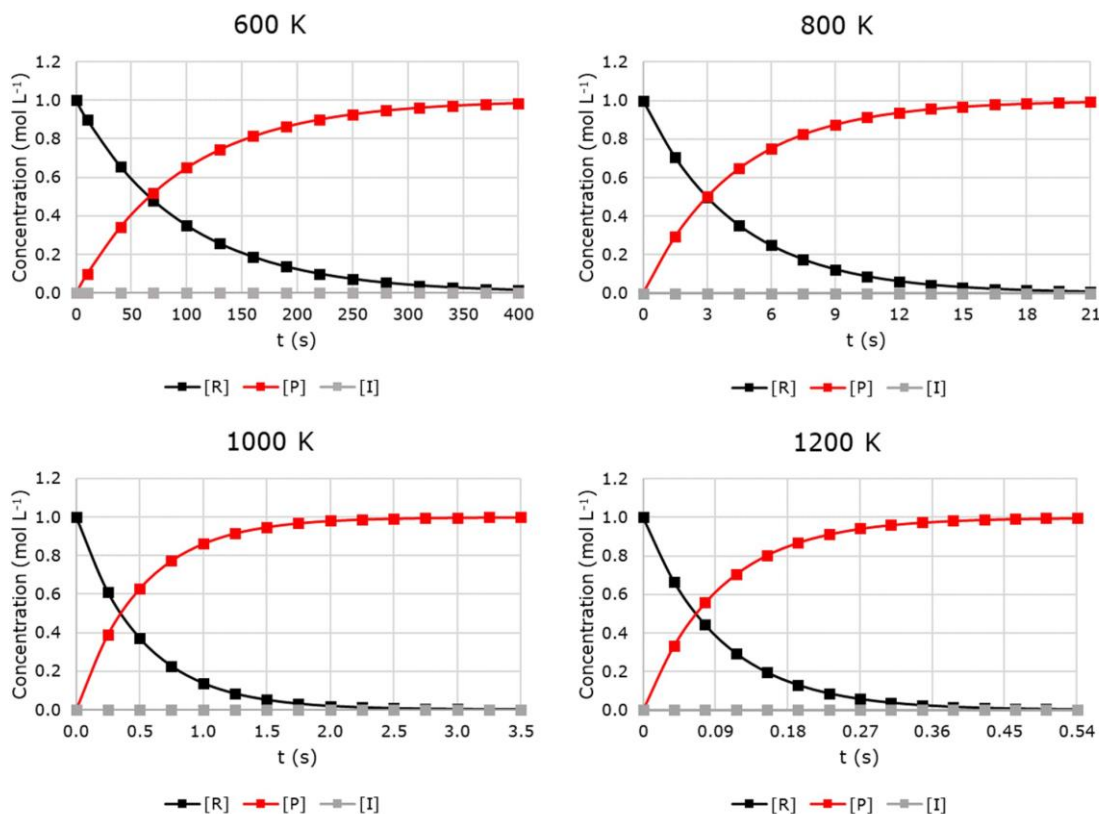 600 K
1.2
1.0
0.8
0.6
0.4
0.2
0.0
Concentration (mol L⁻¹)
0 50 100 150 200 250 300 350 400
t (s)
[R] [P] [I]
800 K
1.2
1.0
0.8
0.6
0.4
0.2
0.0
Concentration (mol L⁻¹)
0 3 6 9 12 15 18 21
t (s)
[R] [P] [I]
1000 K
1.2
1.0
0.8
0.6
0.4
0.2
0.0
Concentration (mol L⁻¹)
0.0 0.5 1.0 1.5 2.0 2.5 3.0 3.5
t (s)
[R] [P] [I]
1200 K
1.2
1.0
0.8
0.6
0.4
0.2
0.0
Concentration (mol L⁻¹)
0 0.09 0.18 0.27 0.36 0.45 0.54
t (s)
[R] [P] [I]